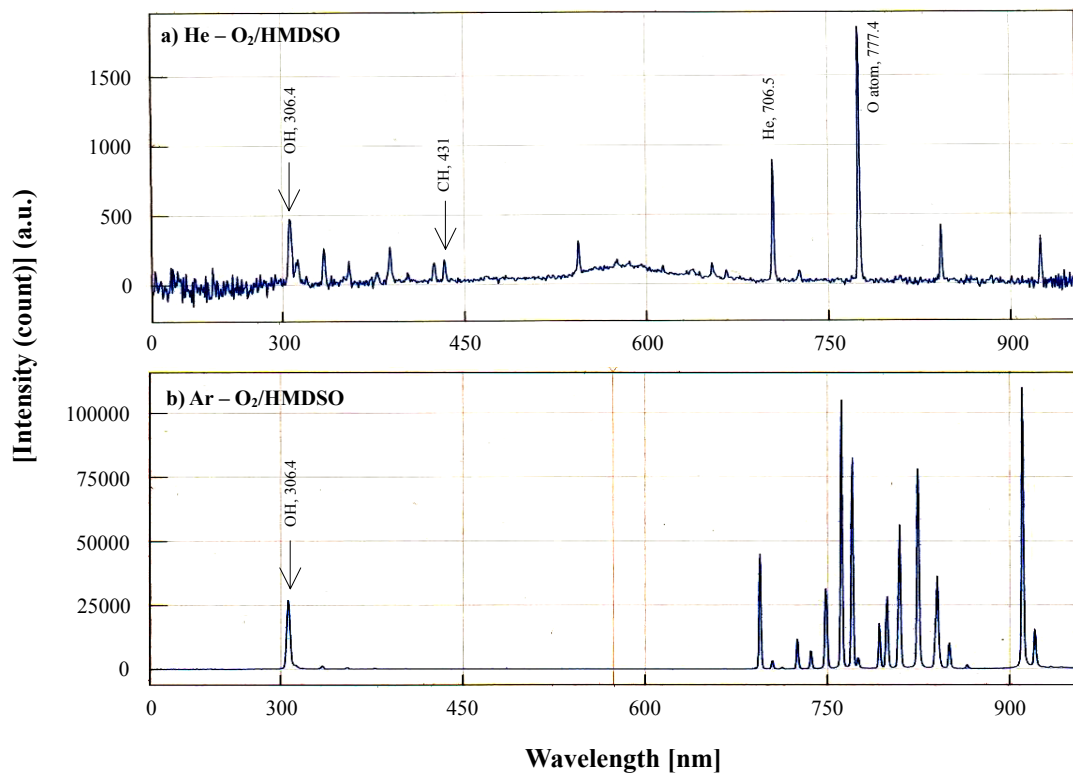 a) He – O₂/HMDSO
1500
1000
500
0
OH, 306.4
CH, 431
He, 706.5
O atom, 777.4
0 300 450 600 750 900
b) Ar – O₂/HMDSO
100000
75000
50000
25000
0
OH, 306.4
0 300 450 600 750 900
[Intensity (count)] (a.u.)
Wavelength [nm]